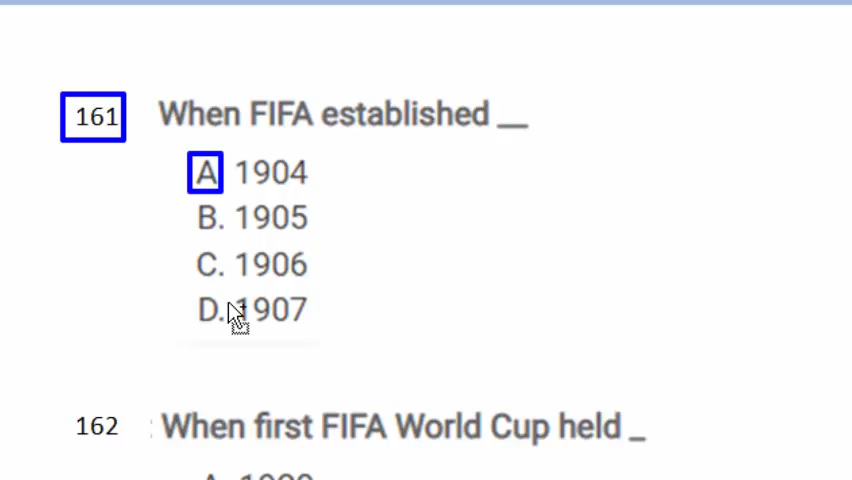 161 When FIFA established __
A 1904
B. 1905
C. 1906
D. 1907
162 : When first FIFA World Cup held _